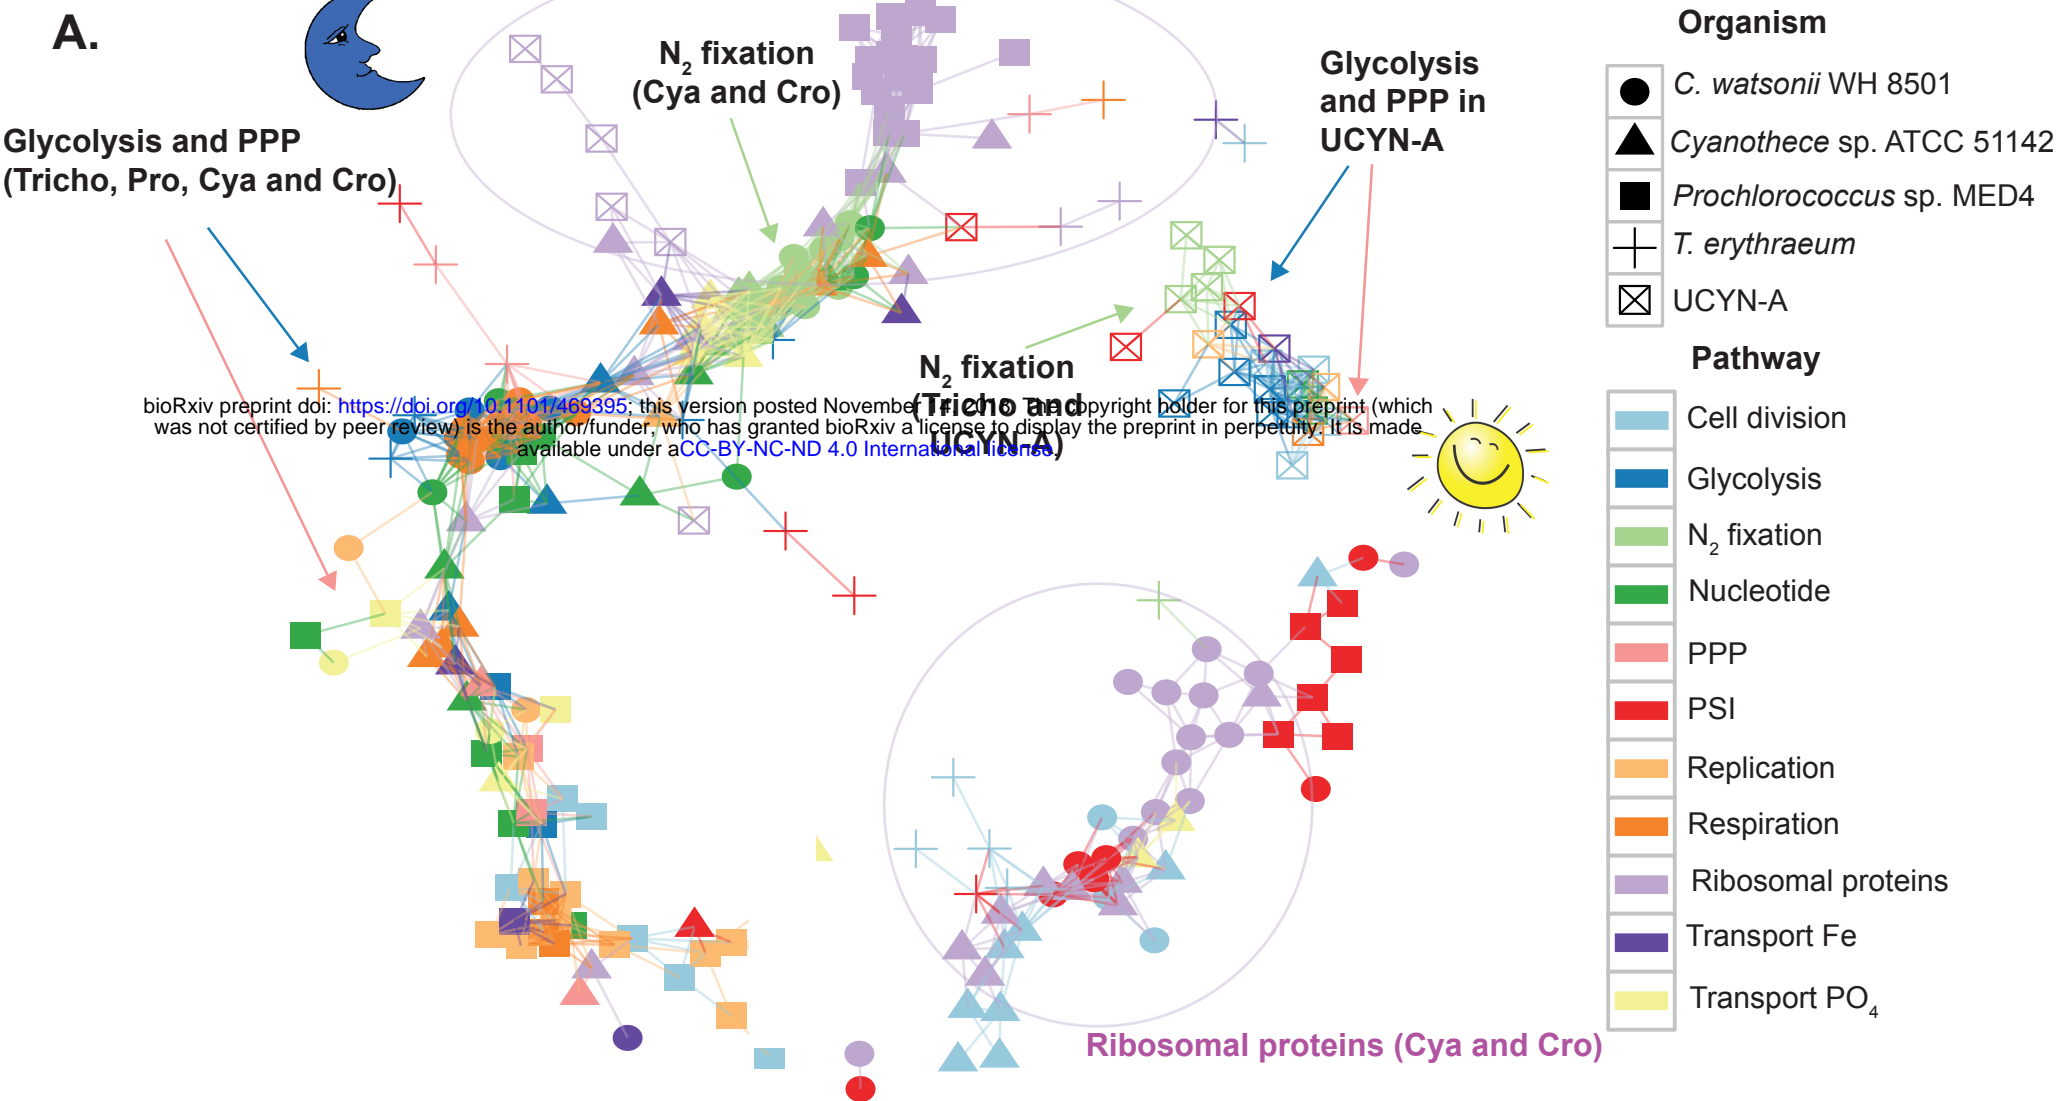 A.
N2 fixation
(Cya and Cro)
Glycolysis
and PPP in
UCYN-A
Glycolysis and PPP
(Tricho, Pro, Cya and Cro)
N2 fixation
(Tricho and
UCYN-A)
bioRxiv preprint doi: https://doi.org/10.1101/469395; this version posted November 14, 2018. The copyright holder for this preprint (which
was not certified by peer review) is the author/funder, who has granted bioRxiv a license to display the preprint in perpetuity. It is made
available under aCC-BY-NC-ND 4.0 International license.
Ribosomal proteins (Cya and Cro)
Organism
C. watsonii WH 8501
Cyanothece sp. ATCC 51142
Prochlorococcus sp. MED4
T. erythraeum
UCYN-A
Pathway
Cell division
Glycolysis
N2 fixation
Nucleotide
PPP
PSI
Replication
Respiration
Ribosomal proteins
Transport Fe
Transport PO4